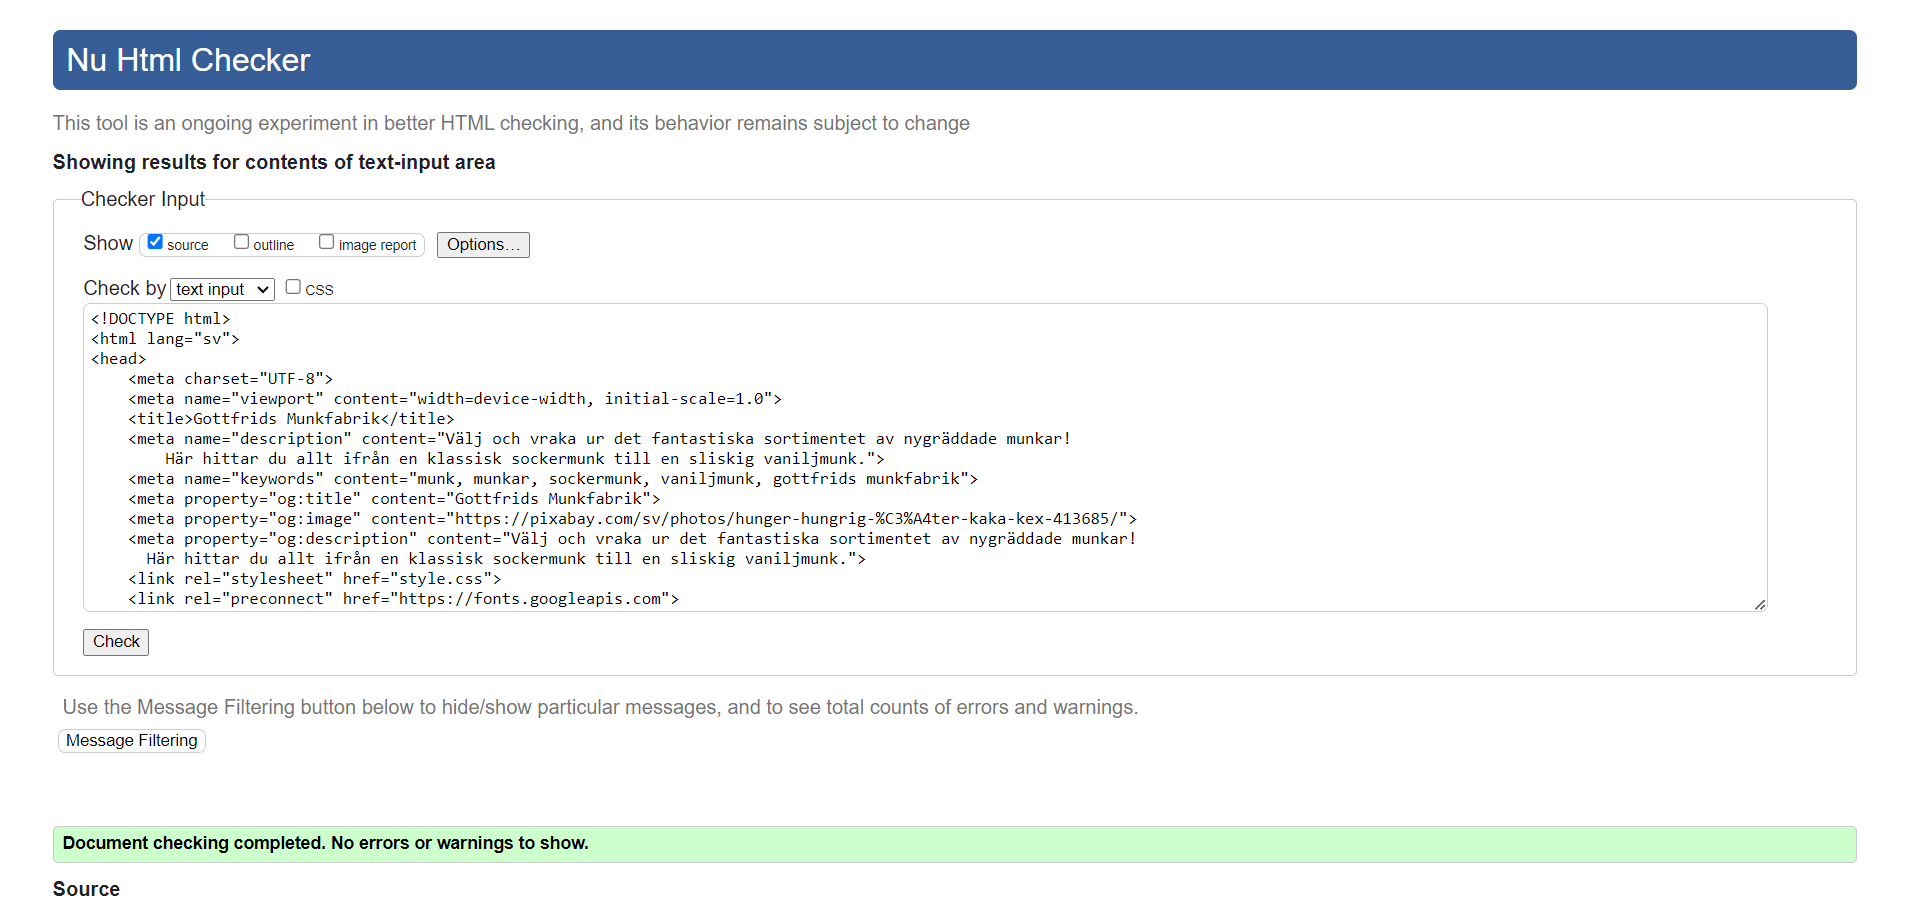 Nu Html Checker
This tool is an ongoing experiment in better HTML checking, and its behavior remains subject to change
Showing results for contents of text-input area
Checker Input
Show source outline image report Options...
Check by text input CSS
<!DOCTYPE html>
<html lang="sv">
<head>
    <meta charset="UTF-8">
    <meta name="viewport" content="width=device-width, initial-scale=1.0">
    <title>Gottfrids Munkfabrik</title>
    <meta name="description" content="Välj och vraka ur det fantastiska sortimentet av nygräddade munkar!
        Här hittar du allt ifrån en klassisk sockermunk till en sliskig vaniljmunk.">
    <meta name="keywords" content="munk, munkar, sockermunk, vaniljmunk, gottfrids munkfabrik">
    <meta property="og:title" content="Gottfrids Munkfabrik">
    <meta property="og:image" content="https://pixabay.com/sv/photos/hunger-hungrig-%C3%A4ter-kaka-kex-413685/">
    <meta property="og:description" content="Välj och vraka ur det fantastiska sortimentet av nygräddade munkar!
      Här hittar du allt ifrån en klassisk sockermunk till en sliskig vaniljmunk.">
    <link rel="stylesheet" href="style.css">
    <link rel="preconnect" href="https://fonts.googleapis.com">
Check
Use the Message Filtering button below to hide/show particular messages, and to see total counts of errors and warnings.
Message Filtering
Document checking completed. No errors or warnings to show.
Source